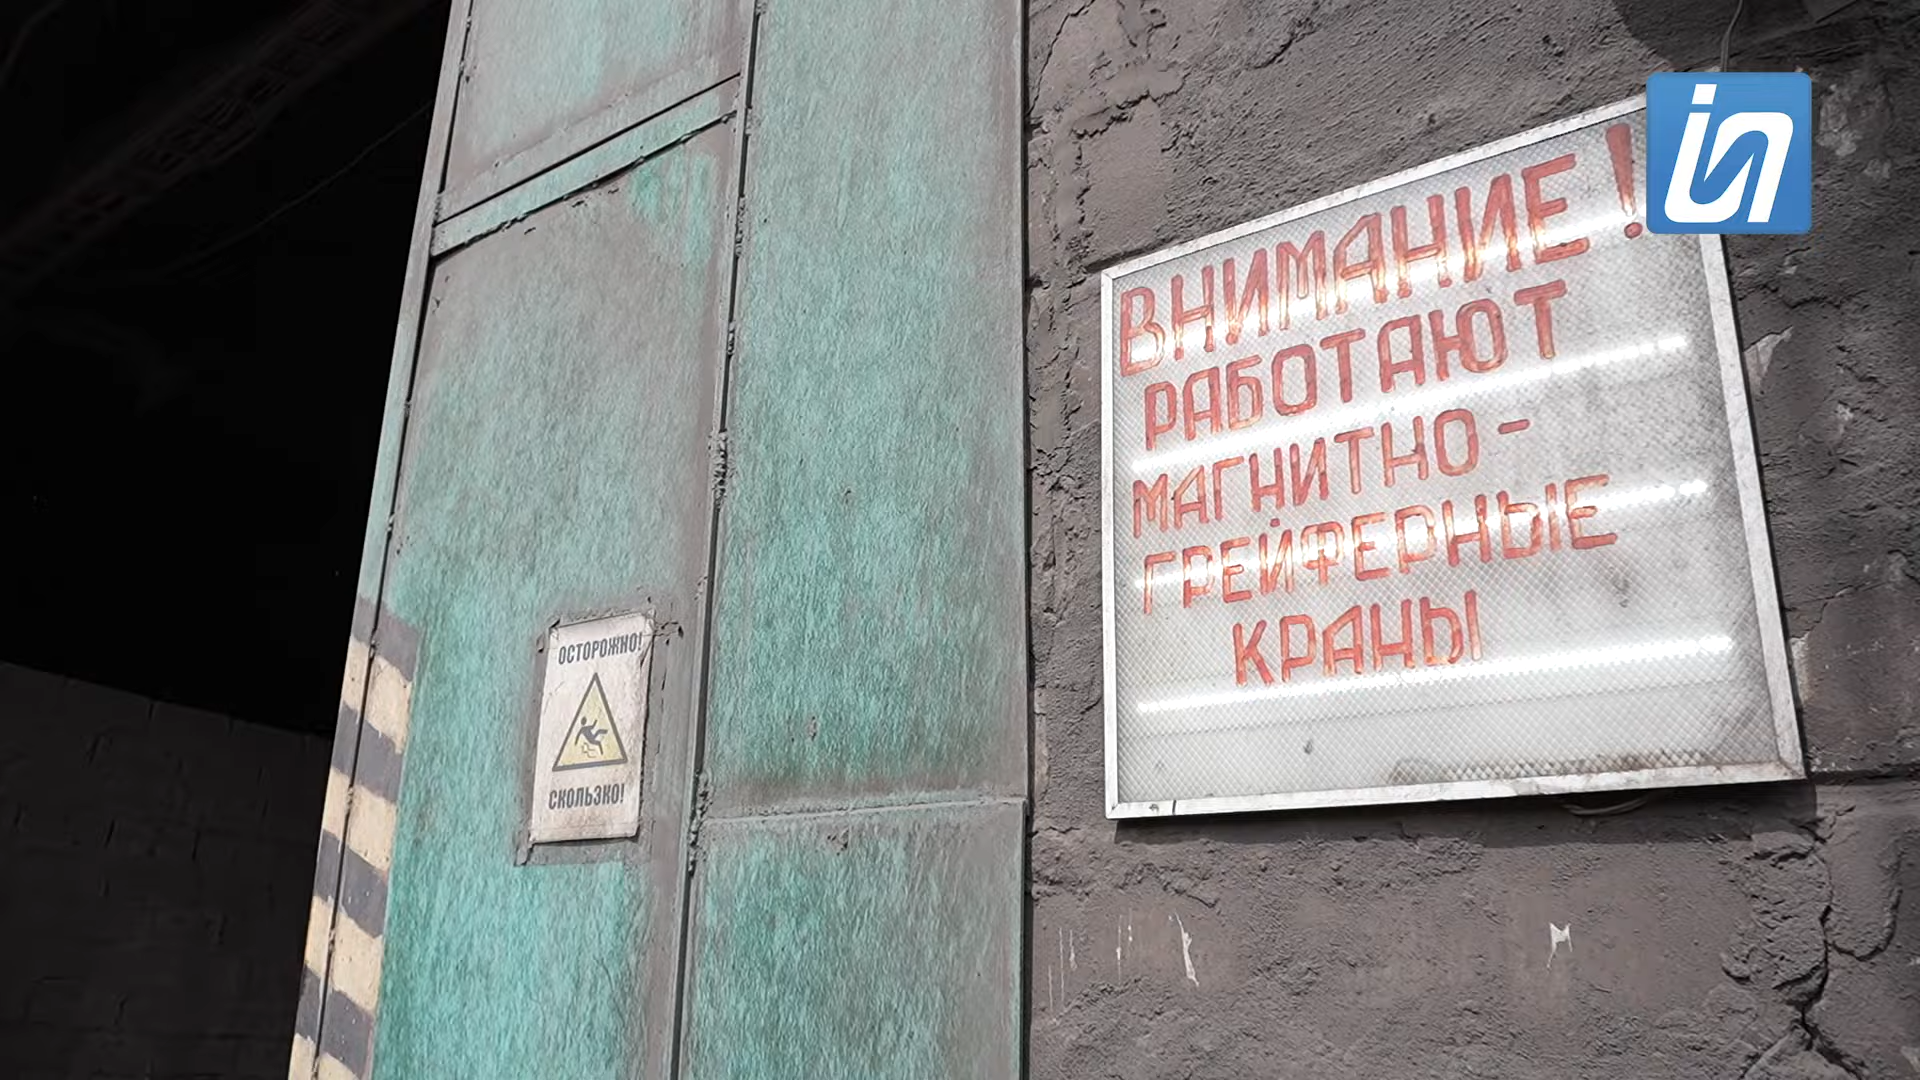 ВНИМАНИЕ!
РАБОТАЮТ
МАГНИТНО-
ГРЕЙФЕРНЫЕ
КРАНЫ
ОСТОРОЖНО!
СКОЛЬЗКО!